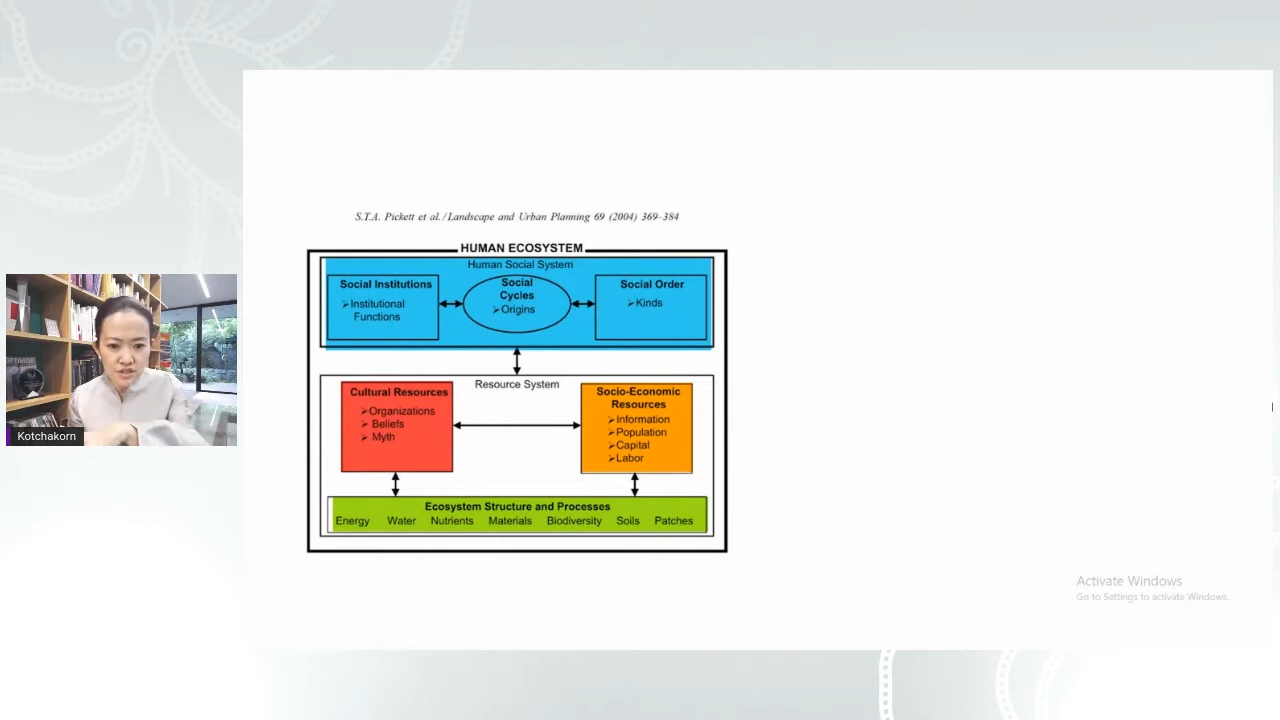 S.T.A. Pickett et al. / Landscape and Urban Planning 69 (2004) 369–384
HUMAN ECOSYSTEM
Human Social System
Social Institutions
➢Institutional
Functions
Social
Cycles
➢Origins
Social Order
➢Kinds
Resource System
Cultural Resources
➢Organizations
➢ Beliefs
➢ Myth
Socio-Economic
Resources
➢Information
➢Population
➢Capital
➢Labor
Ecosystem Structure and Processes
Energy Water Nutrients Materials Biodiversity Soils Patches
OPTIMISE
Kotchakorn
Activate Windows
Go to Settings to activate Windows.